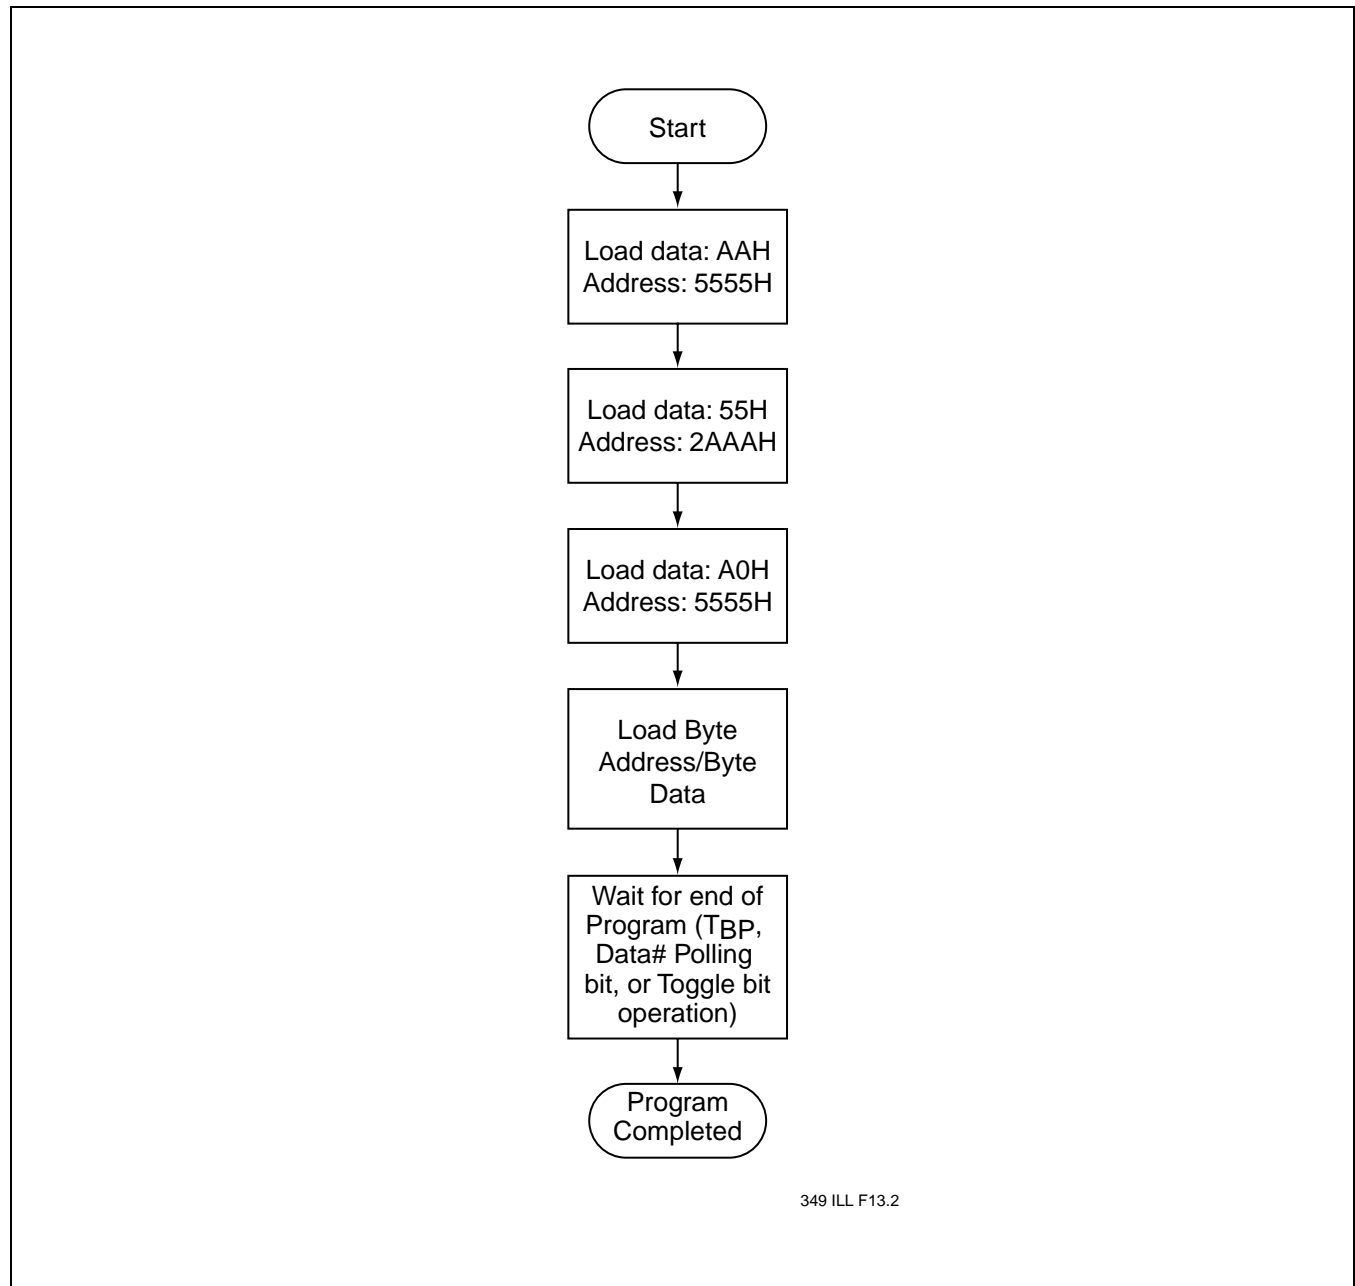 Start
Load data: AAH
Address: 5555H
Load data: 55H
Address: 2AAAH
Load data: A0H
Address: 5555H
Load Byte
Address/Byte
Data
Wait for end of
Program (TBP,
Data# Polling
bit, or Toggle bit
operation)
Program
Completed
349 ILL F13.2